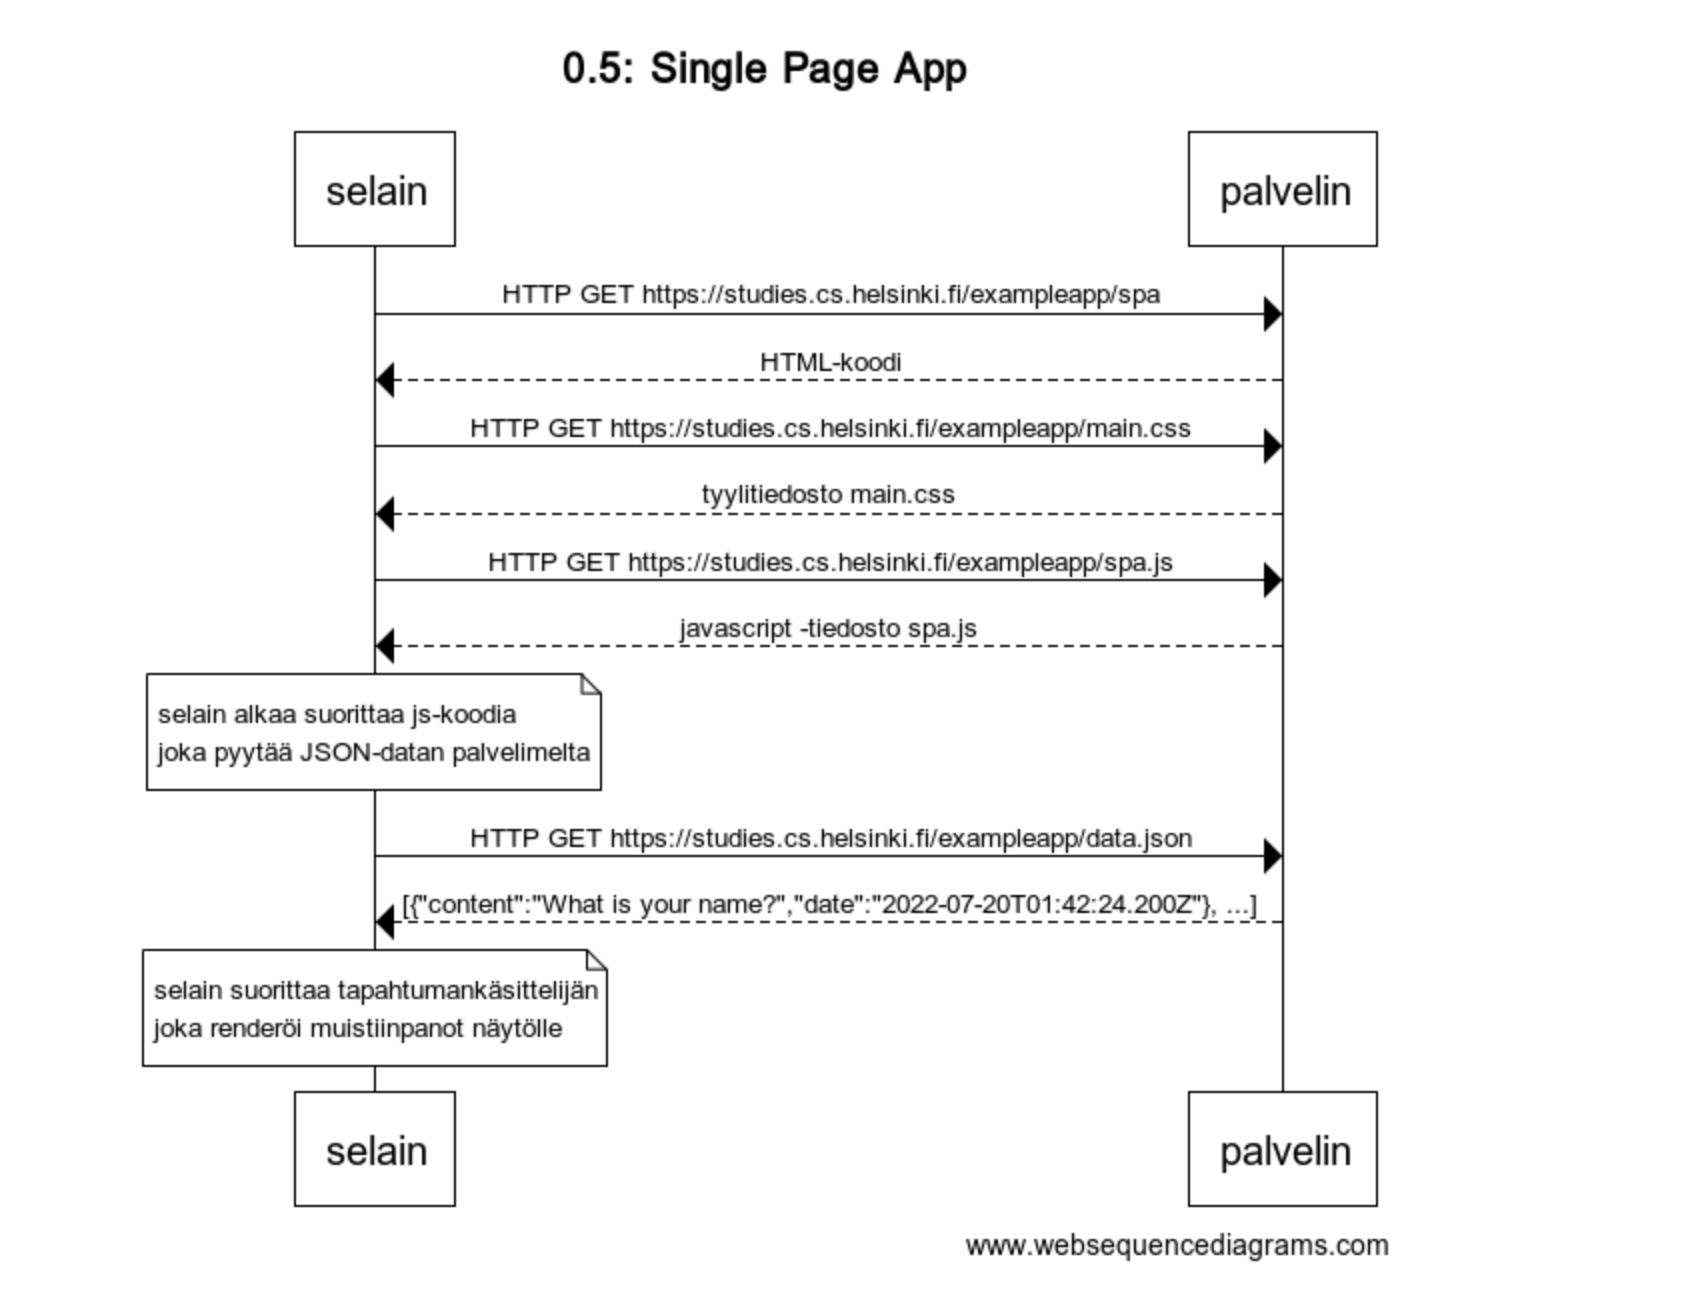 0.5: Single Page App
selain
palvelin
HTTP GET https://studies.cs.helsinki.fi/exampleapp/spa
HTML-koodi
HTTP GET https://studies.cs.helsinki.fi/exampleapp/main.css
tyylitiedosto main.css
HTTP GET https://studies.cs.helsinki.fi/exampleapp/spa.js
javascript -tiedosto spa.js
selain alkaa suorittaa js-koodia
joka pyytää JSON-datan palvelimelta
HTTP GET https://studies.cs.helsinki.fi/exampleapp/data.json
[{"content":"What is your name?","date":"2022-07-20T01:42:24.200Z"}, ...]
selain suorittaa tapahtumankäsittelijän
joka renderöi muistiinpanot näytölle
selain
palvelin
www.websequencediagrams.com